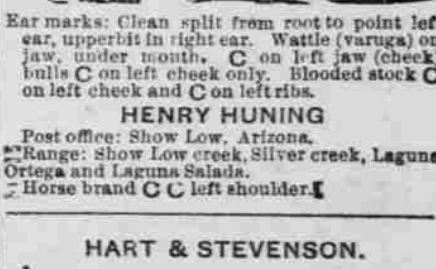 Ear marks: Clean split from root to point left
ear, upperbit in right ear. Wattle (varuga) on
jaw, under mouth. C on left jaw (cheek)
bulls C on left cheek only. Blooded stock C
on left cheek and C on left ribs.
HENRY HUNING
Post office: Show Low, Arizona.
Range: Show Low creek, Silver creek, Laguna
Ortega and Laguna Salada.
Horse brand C C left shoulder.
HART & STEVENSON.